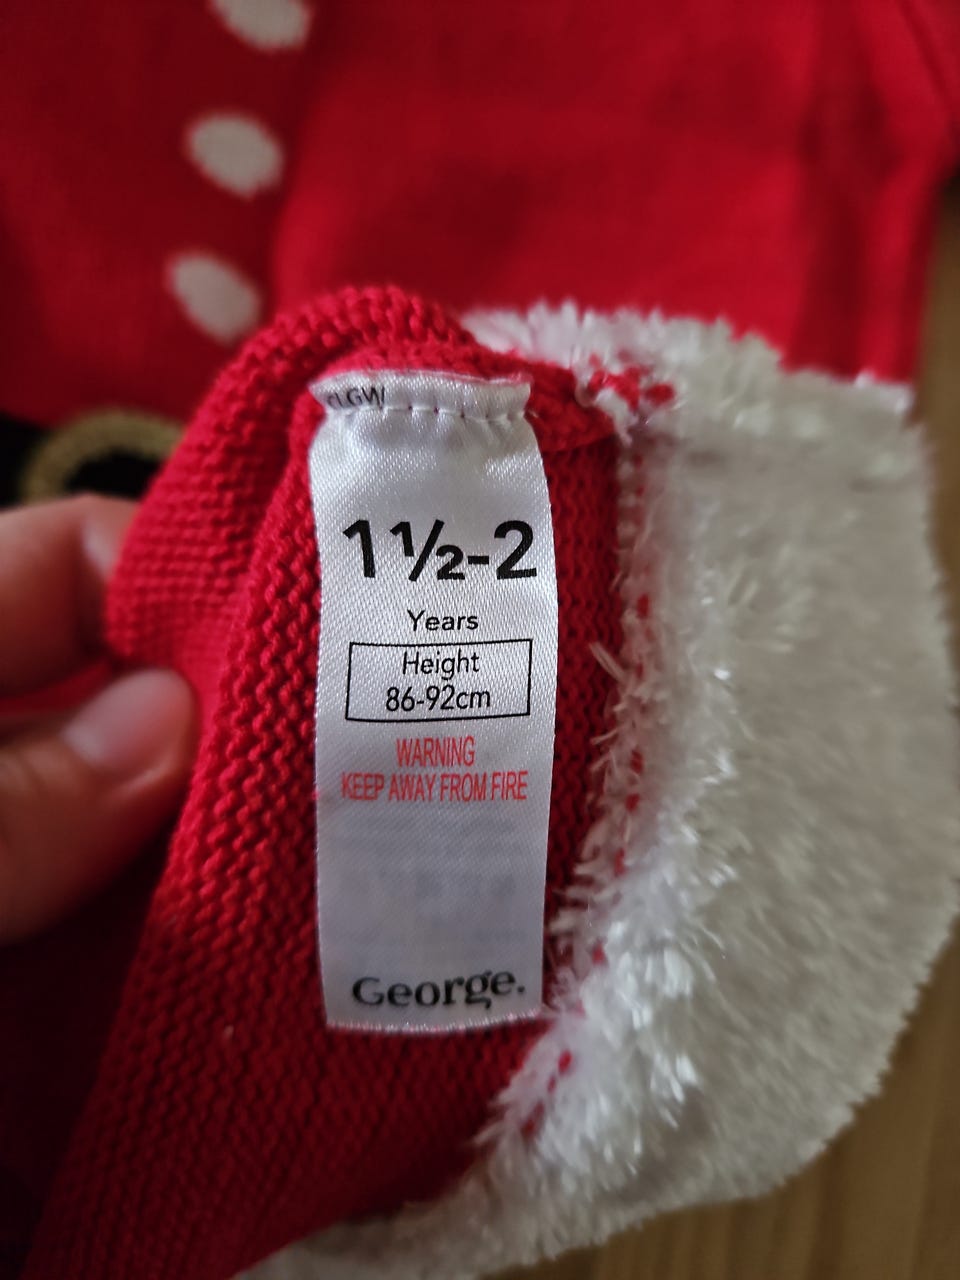 1½-2
Years
Height
86-92cm
WARNING
KEEP AWAY FROM FIRE
George.